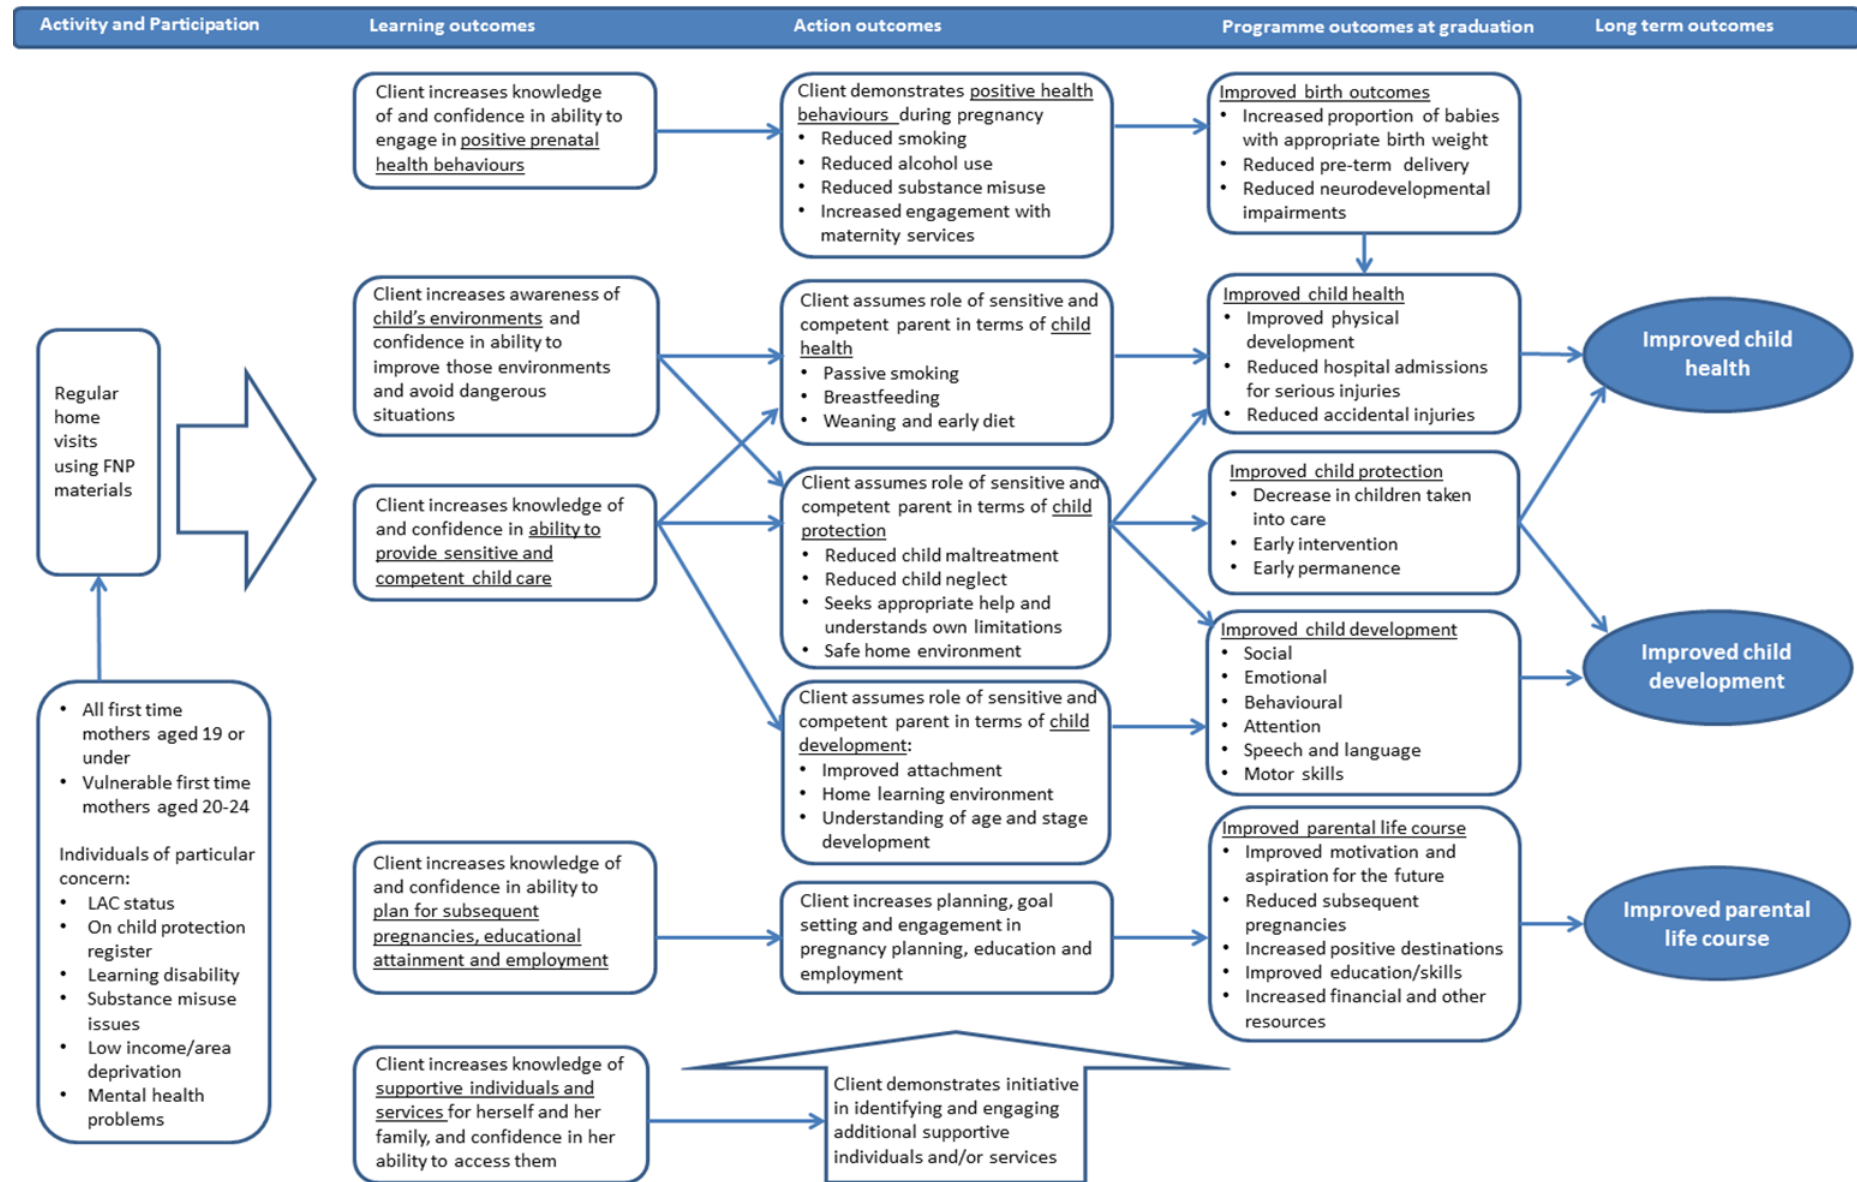 Activity and Participation
Learning outcomes
Action outcomes
Programme outcomes at graduation
Long term outcomes
Regular
home
visits
using FNP
materials
• All first time
mothers aged 19 or
under
• Vulnerable first time
mothers aged 20-24
Individuals of particular
concern:
• LAC status
• On child protection
register
• Learning disability
• Substance misuse
issues
• Low income/area
deprivation
• Mental health
problems
Client increases knowledge
of and confidence in ability to
engage in positive prenatal
health behaviours
Client increases awareness of
child's environments and
confidence in ability to
improve those environments
and avoid dangerous
situations
Client increases knowledge of
and confidence in ability to
provide sensitive and
competent child care
Client increases knowledge of
and confidence in ability to
plan for subsequent
pregnancies, educational
attainment and employment
Client increases knowledge of
supportive individuals and
services for herself and her
family, and confidence in her
ability to access them
Client demonstrates positive health
behaviours during pregnancy
• Reduced smoking
• Reduced alcohol use
• Reduced substance misuse
• Increased engagement with
maternity services
Client assumes role of sensitive and
competent parent in terms of child
health
• Passive smoking
• Breastfeeding
• Weaning and early diet
Client assumes role of sensitive and
competent parent in terms of child
protection
• Reduced child maltreatment
• Reduced child neglect
• Seeks appropriate help and
understands own limitations
• Safe home environment
Client assumes role of sensitive and
competent parent in terms of child
development:
• Improved attachment
• Home learning environment
• Understanding of age and stage
development
Client increases planning, goal
setting and engagement in
pregnancy planning, education and
employment
Client demonstrates initiative
in identifying and engaging
additional supportive
individuals and/or services
Improved birth outcomes
• Increased proportion of babies
with appropriate birth weight
• Reduced pre-term delivery
• Reduced neurodevelopmental
impairments
Improved child health
• Improved physical
development
• Reduced hospital admissions
for serious injuries
• Reduced accidental injuries
Improved child protection
• Decrease in children taken
into care
• Early intervention
• Early permanence
Improved child development
• Social
• Emotional
• Behavioural
• Attention
• Speech and language
• Motor skills
Improved parental life course
• Improved motivation and
aspiration for the future
• Reduced subsequent
pregnancies
• Increased positive destinations
• Improved education/skills
• Increased financial and other
resources
Improved child
health
Improved child
development
Improved parental
life course